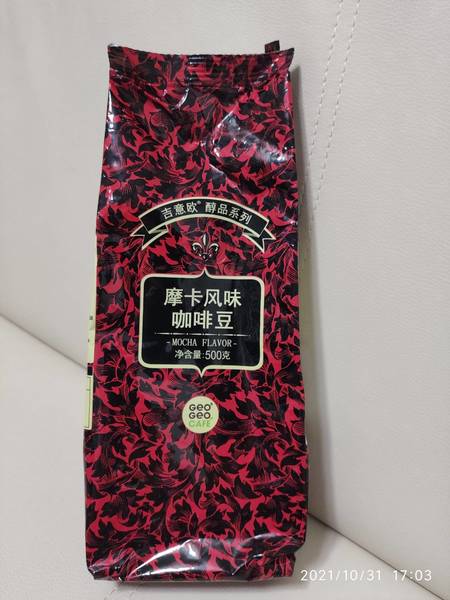 吉意欧® 醇品系列
摩卡风味
咖啡豆
-MOCHA FLAVOR-
净含量:500克
GEO
GEO
CAFE
2021/10/31 17:03